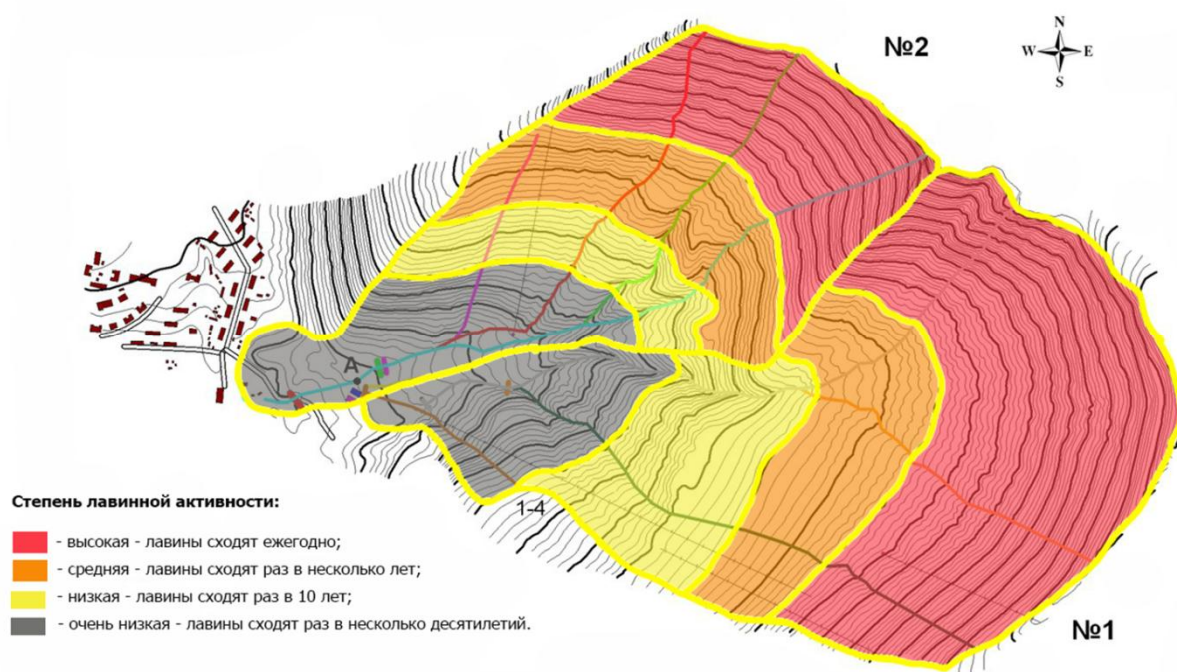 №2
N
W E
S
A
1-4
Степень лавинной активности:
- высокая - лавины сходят ежегодно;
- средняя - лавины сходят раз в несколько лет;
- низкая - лавины сходят раз в 10 лет;
- очень низкая - лавины сходят раз в несколько десятилетий.
№1